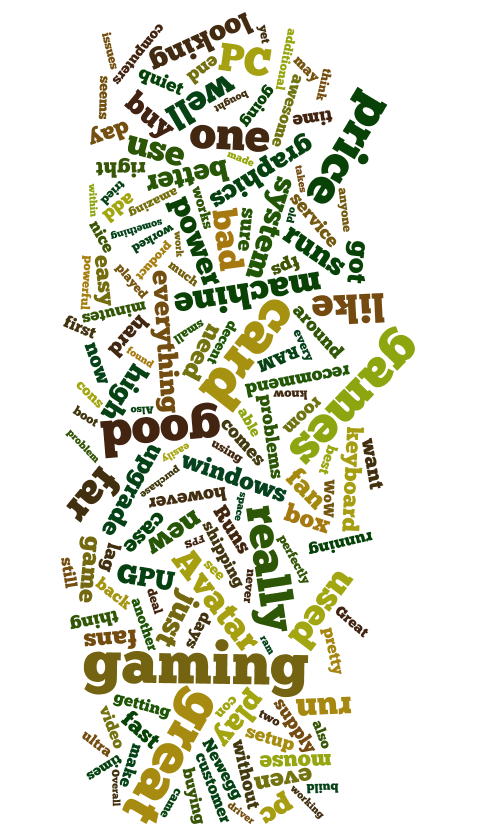 looking
computers
issues
yet
PC
end
additional
may
think
quiet
seems
well
bought
going
awesome
buy
time
day
one
price
use
made
graphics
right
better
takes
tried
within
add
amazing
works
system
old
service
anyone
nice
something
worked
work
power
bad
sure
runs
got
product
much
fps
easy
powerful
played
machine
like
minutes
everything
first
hard
small
decent
need
card
around
games
now
found
every
RAM
high
recommend
cons
Also
know
room
able
boot
good
comes
problems
problem
using
easily
want
keyboard
best
upgrade
purchase
windows
far
fan
WoW
however
space
box
case
new
shipping
Runs
really
running
lag
FPS
perfectly
game
still
GPU
Avatar
see
never
used
back
deal
just
days
another
thing
fans
ram
pretty
Great
gaming
great
play
con
run
getting
two
supply
video
fast
also
ultra
setup
make
Newegg
without
mouse
times
customer
even
overall
buying
build
came
driver
pc
working